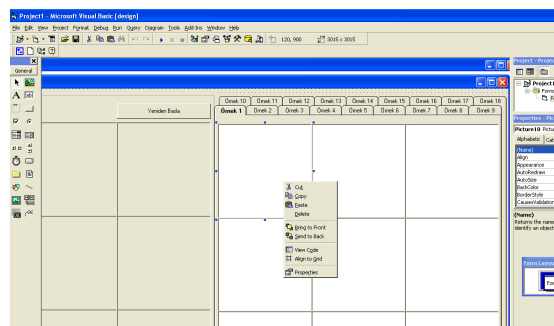 Project1 - Microsoft Visual Basic [design]
File Edit View Project Format Debug Run Query Diagram Tools Add-Ins Window Help
120, 900 3015 x 3015
General
Yeniden Başla
Örnek 10 Örnek 11 Örnek 12 Örnek 13 Örnek 14 Örnek 15 Örnek 16 Örnek 17 Örnek 18
Örnek 1 Örnek 2 Örnek 3 Örnek 4 Örnek 5 Örnek 6 Örnek 7 Örnek 8 Örnek 9
Cut
Copy
Paste
Delete
Bring to Front
Send to Back
View Code
Align to Grid
Properties
Project - Projec
Project1
Form
Properties - Pic
Picture10 Pictu
Alphabetic Cat
(Name)
Align
Appearance
AutoRedraw
AutoSize
BackColor
BorderStyle
CausesValidation
(Name)
Returns the name
identify an object
Form Layou